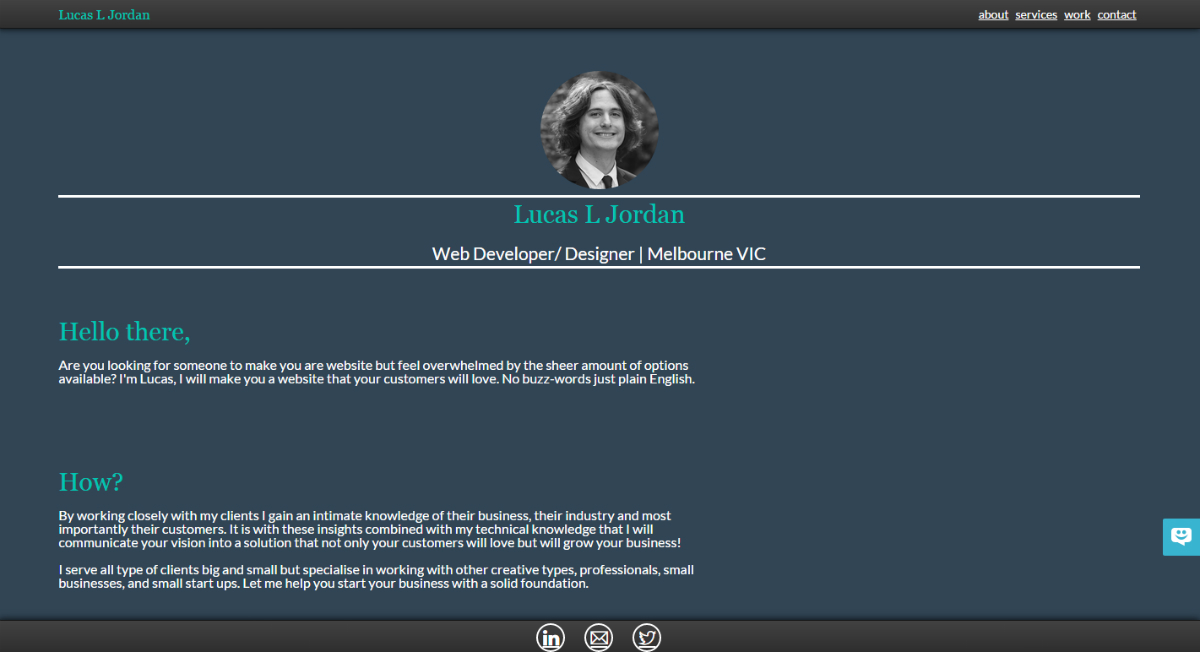 Lucas L Jordan
about services work contact
Lucas L Jordan
Web Developer/ Designer | Melbourne VIC
Hello there,
Are you looking for someone to make you are website but feel overwhelmed by the sheer amount of options
available? I'm Lucas, I will make you a website that your customers will love. No buzz-words just plain English.
How?
By working closely with my clients I gain an intimate knowledge of their business, their industry and most
importantly their customers. It is with these insights combined with my technical knowledge that I will
communicate your vision into a solution that not only your customers will love but will grow your business!
I serve all type of clients big and small but specialise in working with other creative types, professionals, small
businesses, and small start ups. Let me help you start your business with a solid foundation.
in